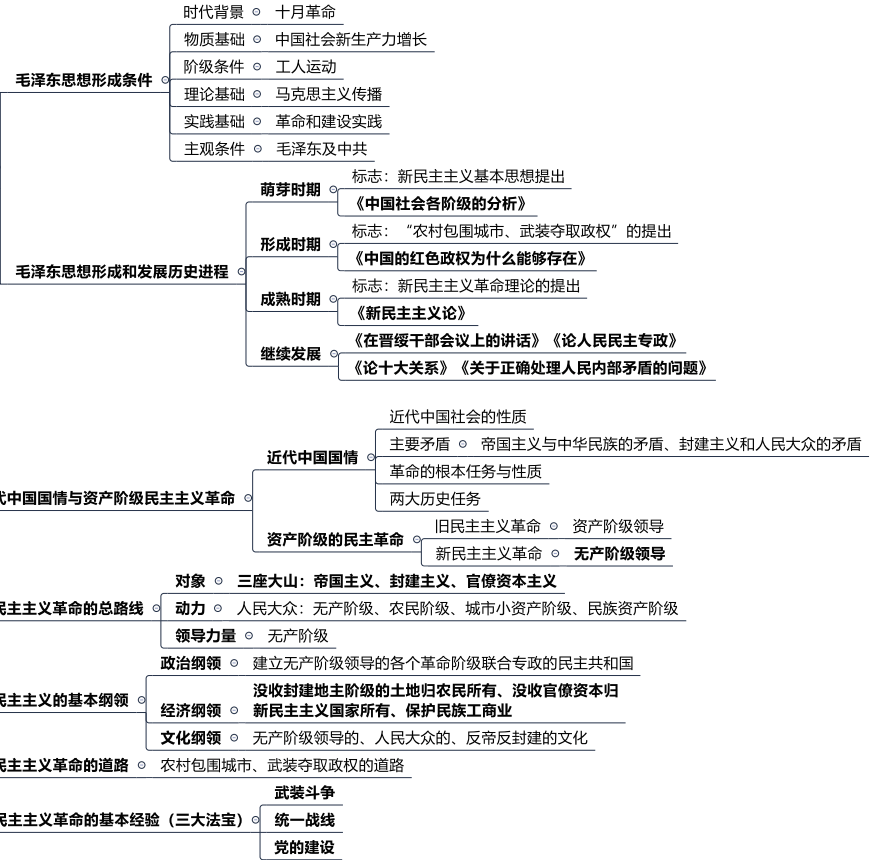 毛泽东思想形成条件
时代背景 十月革命
物质基础 中国社会新生产力增长
阶级条件 工人运动
理论基础 马克思主义传播
实践基础 革命和建设实践
主观条件 毛泽东及中共
毛泽东思想形成和发展历史进程
萌芽时期
标志：新民主主义基本思想提出
《中国社会各阶级的分析》
形成时期
标志：“农村包围城市、武装夺取政权”的提出
《中国的红色政权为什么能够存在》
成熟时期
标志：新民主主义革命理论的提出
《新民主主义论》
继续发展
《在晋绥干部会议上的讲话》《论人民民主专政》
《论十大关系》《关于正确处理人民内部矛盾的问题》
代中国国情与资产阶级民主主义革命
近代中国国情
近代中国社会的性质
主要矛盾 帝国主义与中华民族的矛盾、封建主义和人民大众的矛盾
革命的根本任务与性质
两大历史任务
资产阶级的民主革命
旧民主主义革命 资产阶级领导
新民主主义革命 无产阶级领导
民主主义革命的总路线
对象 三座大山：帝国主义、封建主义、官僚资本主义
动力 人民大众：无产阶级、农民阶级、城市小资产阶级、民族资产阶级
领导力量 无产阶级
民主主义的基本纲领
政治纲领 建立无产阶级领导的各个革命阶级联合专政的民主共和国
经济纲领
没收封建地主阶级的土地归农民所有、没收官僚资本归
新民主主义国家所有、保护民族工商业
文化纲领 无产阶级领导的、人民大众的、反帝反封建的文化
民主主义革命的道路 农村包围城市、武装夺取政权的道路
民主主义革命的基本经验（三大法宝）
武装斗争
统一战线
党的建设